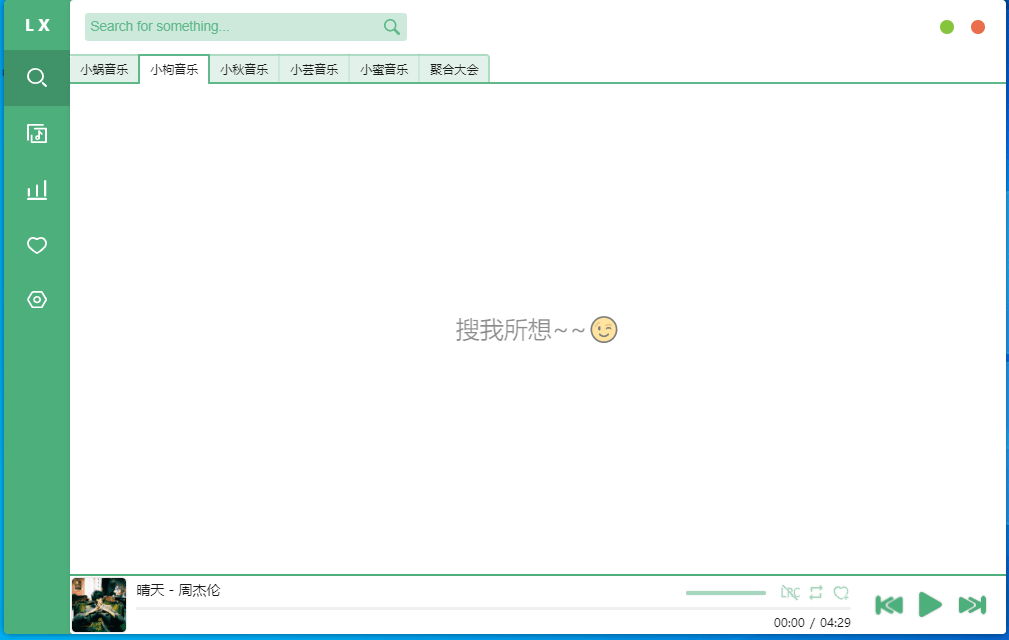 L X
Search for something...
小蜗音乐 小枸音乐 小秋音乐 小芸音乐 小蜜音乐 聚合大会
搜我所想~~😉
晴天 - 周杰伦
LRC
00:00 / 04:29